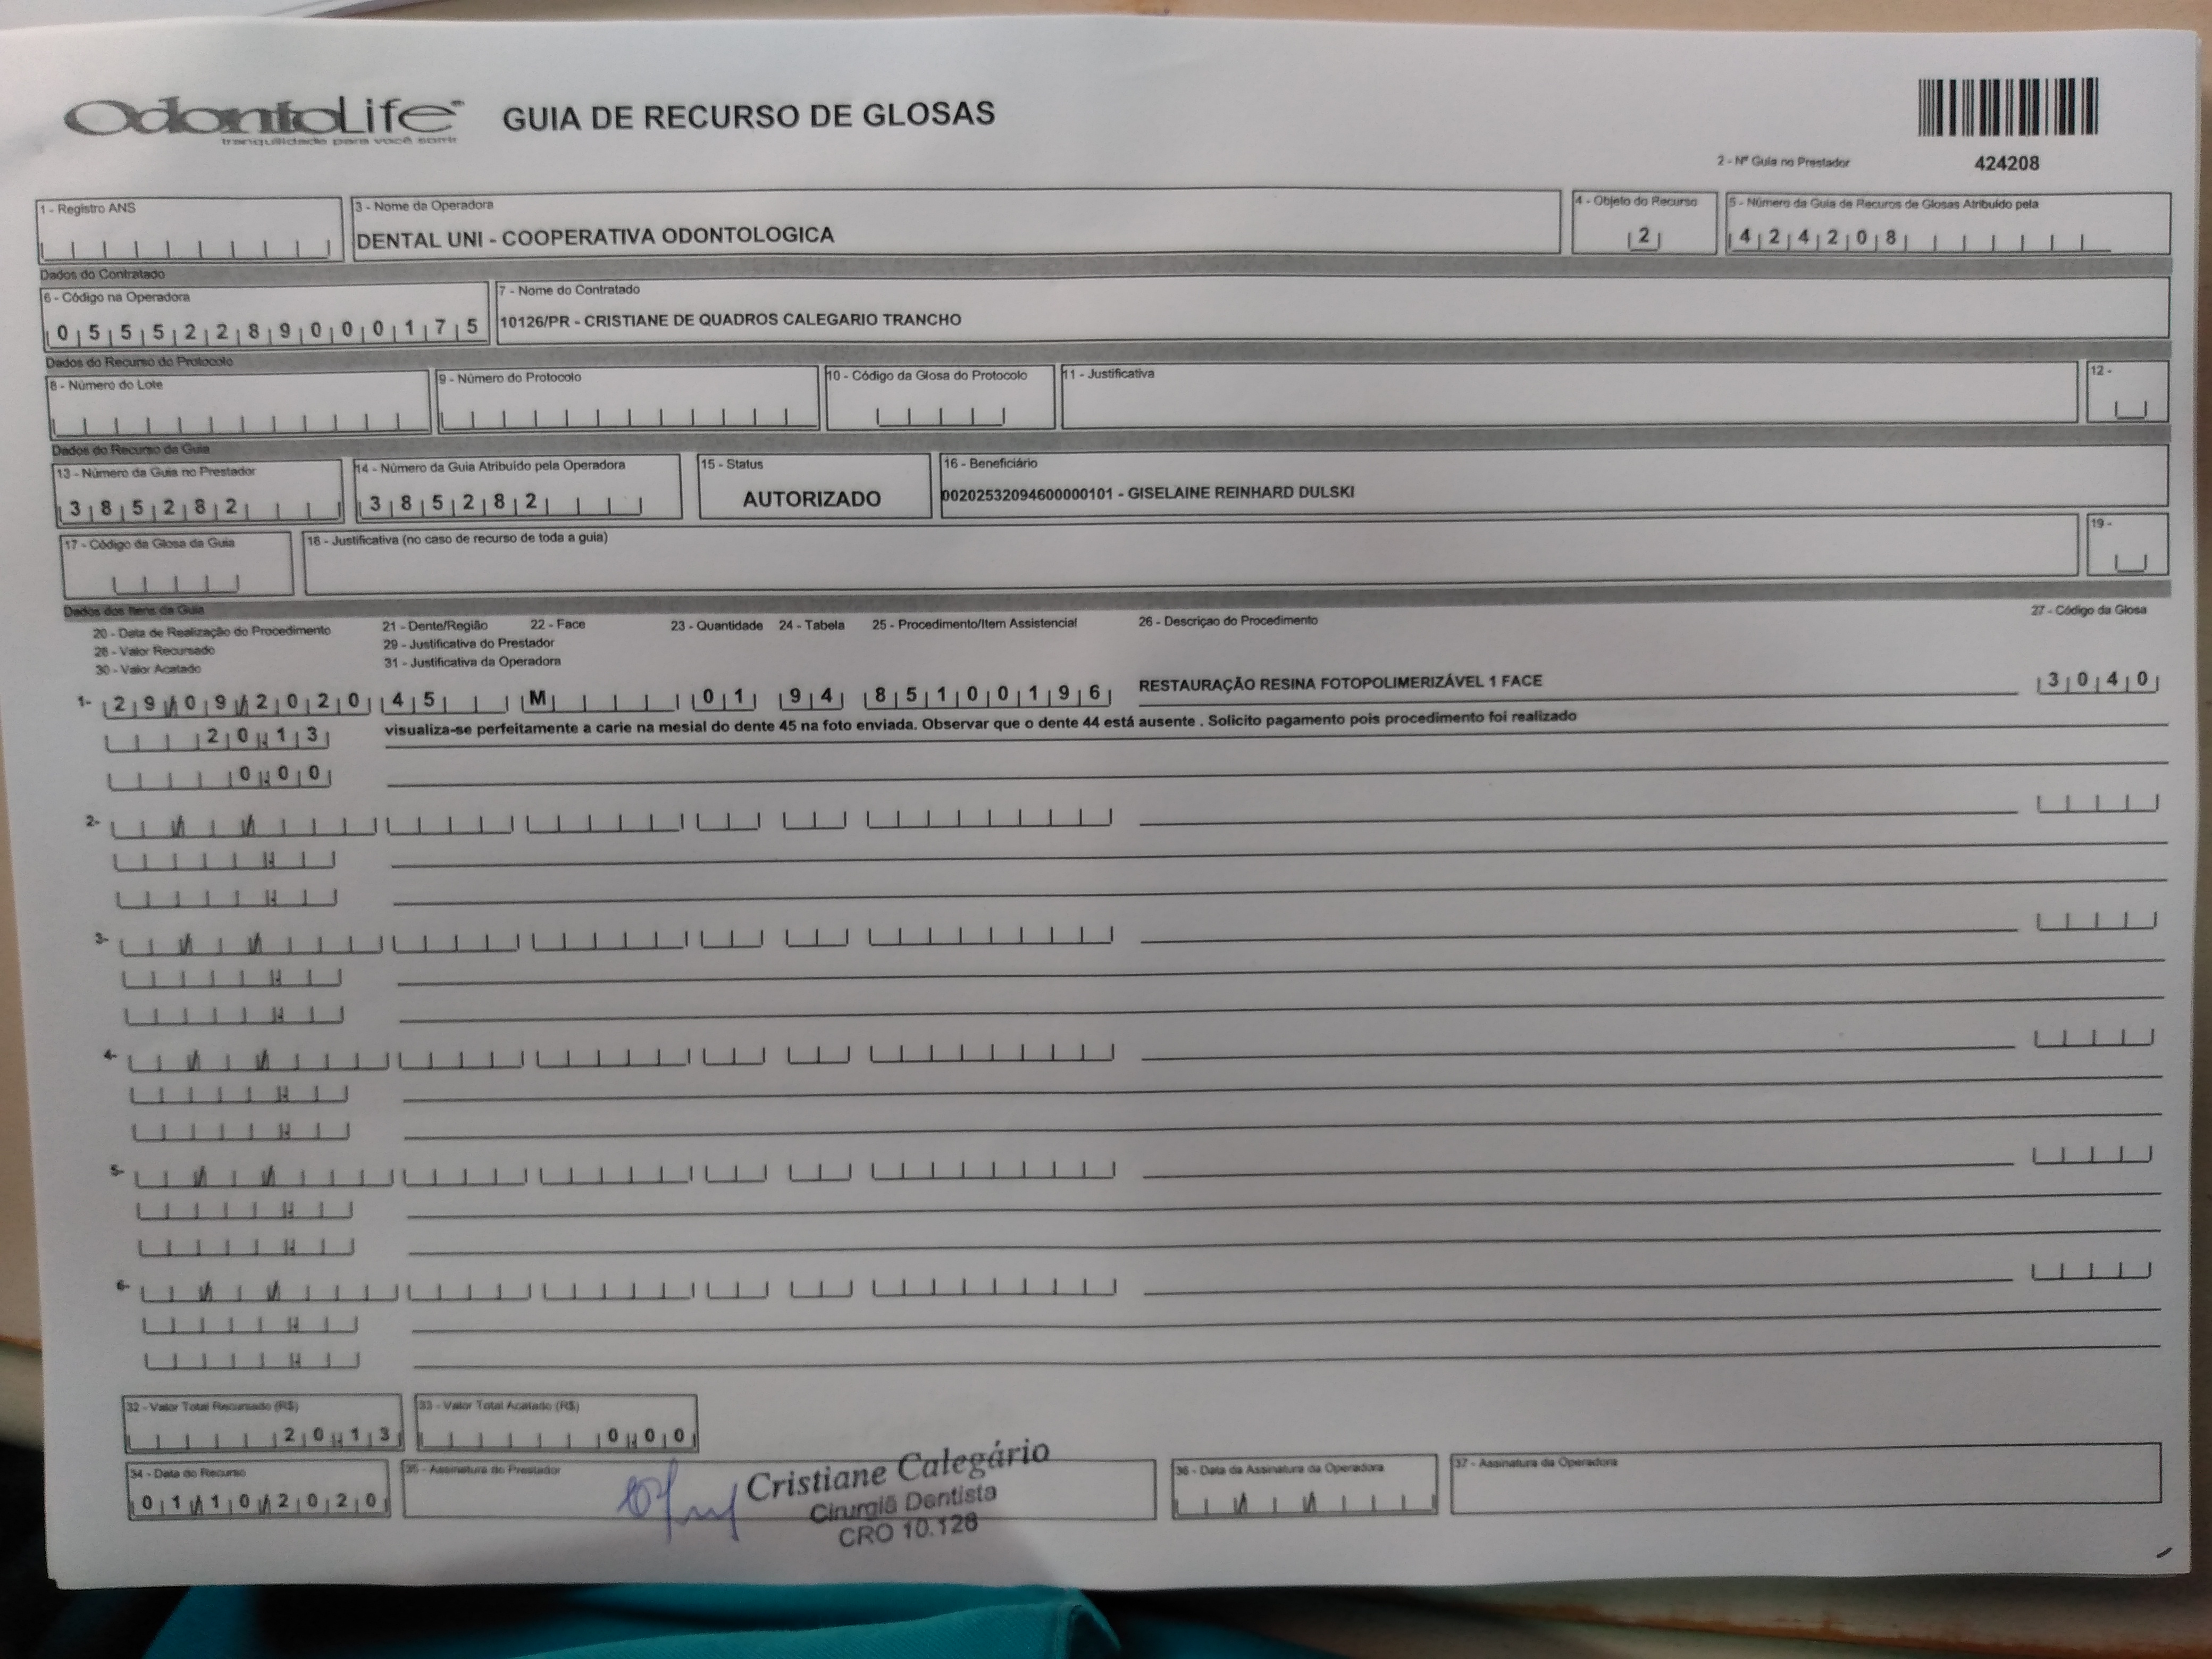 OdontoLife
tranquilidade para você sorrir
GUIA DE RECURSO DE GLOSAS
2 - Nº Guia no Prestador 424208
1 - Registro ANS
3 - Nome da Operadora
DENTAL UNI - COOPERATIVA ODONTOLOGICA
4 - Objeto do Recurso
2
5 - Número da Guia de Recuros de Glosas Atribuído pela
424208
Dados do Contratado
6 - Código na Operadora
05552289000175
7 - Nome do Contratado
10126/PR - CRISTIANE DE QUADROS CALEGARIO TRANCHO
Dados do Recurso do Protocolo
8 - Número do Lote
9 - Número do Protocolo
10 - Código da Glosa do Protocolo
11 - Justificativa
12 -
Dados do Recurso da Guia
13 - Número da Guia no Prestador
385282
14 - Número da Guia Atribuído pela Operadora
385282
15 - Status
AUTORIZADO
16 - Beneficiário
00202532094600000101 - GISELAINE REINHARD DULSKI
17 - Código da Glosa da Guia
18 - Justificativa (no caso de recurso de toda a guia)
19 -
Dados dos Itens da Guia
20 - Data de Realização do Procedimento 21 - Dente/Região 22 - Face 23 - Quantidade 24 - Tabela 25 - Procedimento/Item Assistencial 26 - Descriçao do Procedimento 27 - Código da Glosa
28 - Valor Recursado 29 - Justificativa do Prestador
30 - Valor Acatado 31 - Justificativa da Operadora
1- 29/09/2020 45 M 01 94 85100196 RESTAURAÇÃO RESINA FOTOPOLIMERIZÁVEL 1 FACE 3040
20,13 visualiza-se perfeitamente a carie na mesial do dente 45 na foto enviada. Observar que o dente 44 está ausente . Solicito pagamento pois procedimento foi realizado
0,00
2-
3-
4-
5-
6-
32 - Valor Total Recursado (R$)
20,13
33 - Valor Total Acatado (R$)
0,00
34 - Data do Recurso
01/10/2020
35 - Assinatura do Prestador
Cristiane Calegário
Cirurgiã Dentista
CRO 10.126
36 - Data da Assinatura da Operadora
37 - Assinatura da Operadora